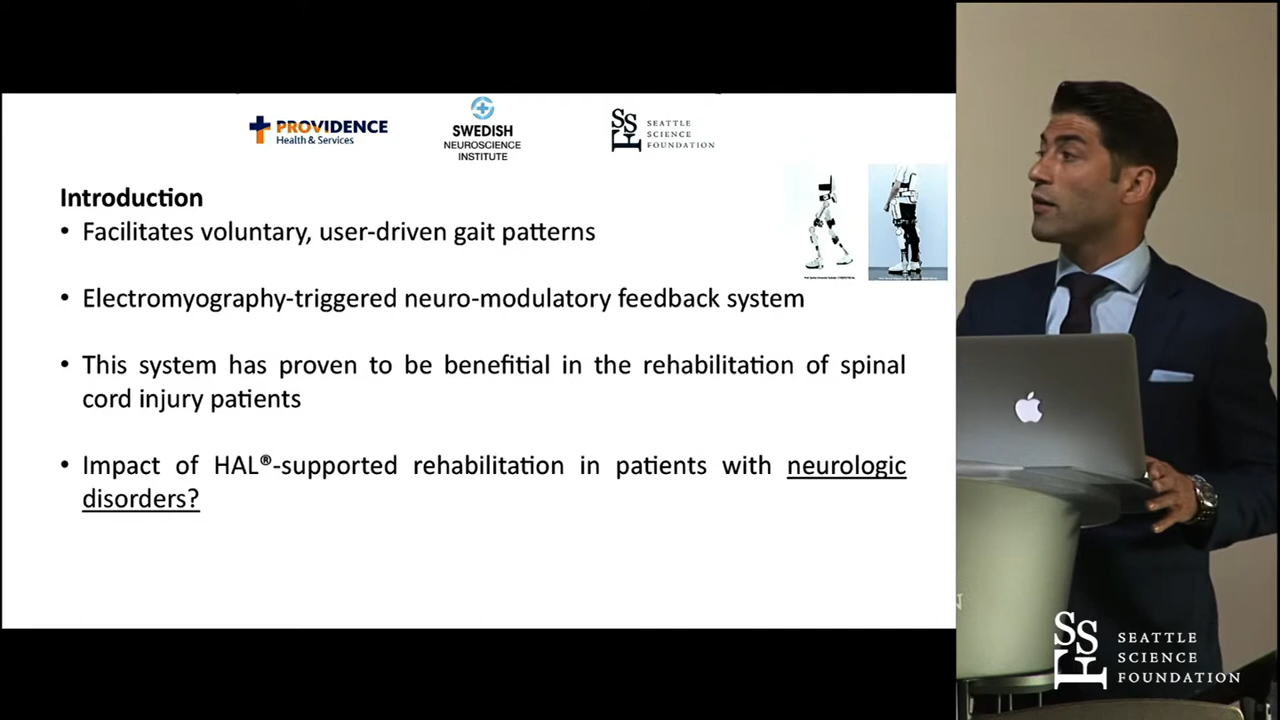 PROVIDENCE
Health & Services
SWEDISH
NEUROSCIENCE
INSTITUTE
SEATTLE
SCIENCE
FOUNDATION
Introduction
• Facilitates voluntary, user-driven gait patterns
• Electromyography-triggered neuro-modulatory feedback system
• This system has proven to be benefitial in the rehabilitation of spinal
cord injury patients
• Impact of HAL®-supported rehabilitation in patients with neurologic
disorders?
SEATTLE
SCIENCE
FOUNDATION